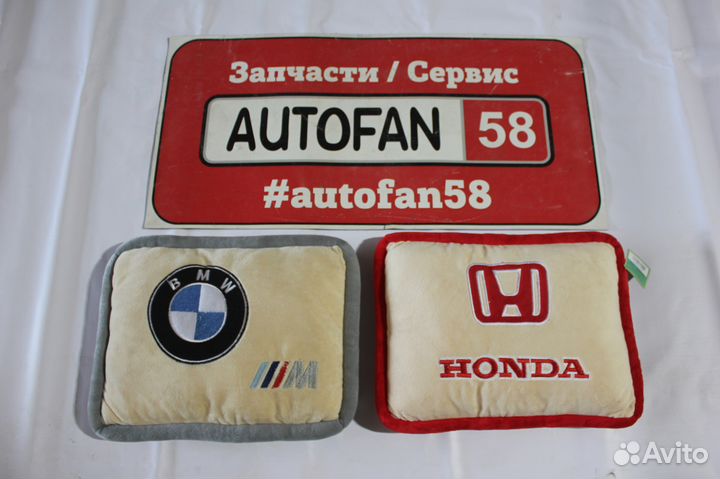 Запчасти / Сервис
AUTOFAN 58
#autofan58
BMW
M
HONDA
Avito